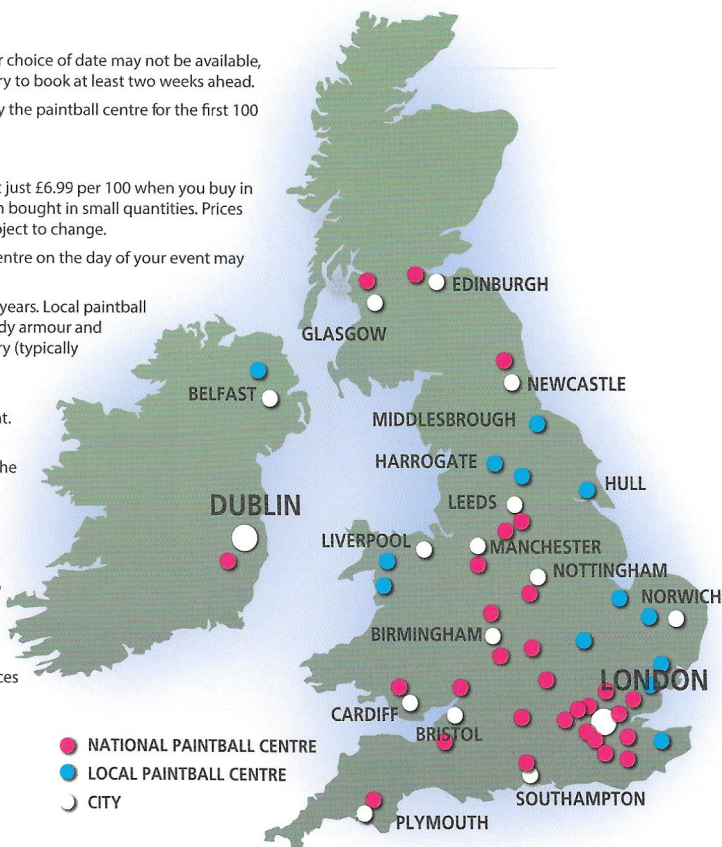 r choice of date may not be available,
ry to book at least two weeks ahead.
y the paintball centre for the first 100
t just £6.99 per 100 when you buy in
n bought in small quantities. Prices
ject to change.
entre on the day of your event may
years. Local paintball
dy armour and
ry (typically
nt.
he
ces
EDINBURGH
GLASGOW
BELFAST
NEWCASTLE
MIDDLESBROUGH
HARROGATE
HULL
LEEDS
DUBLIN
LIVERPOOL
MANCHESTER
NOTTINGHAM
NORWICH
BIRMINGHAM
LONDON
CARDIFF
BRISTOL
NATIONAL PAINTBALL CENTRE
LOCAL PAINTBALL CENTRE
CITY
SOUTHAMPTON
PLYMOUTH